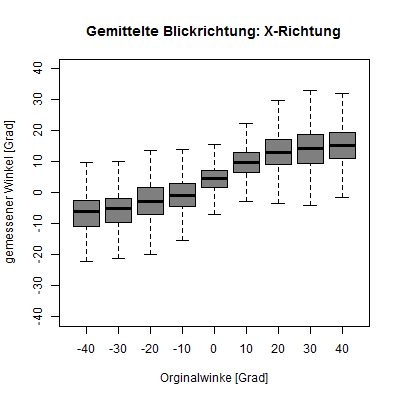 Gemittelte Blickrichtung: X-Richtung
gemessener Winkel [Grad]
40
30
20
10
0
-10
-20
-30
-40
-40 -30 -20 -10 0 10 20 30 40
Orginalwinke [Grad]